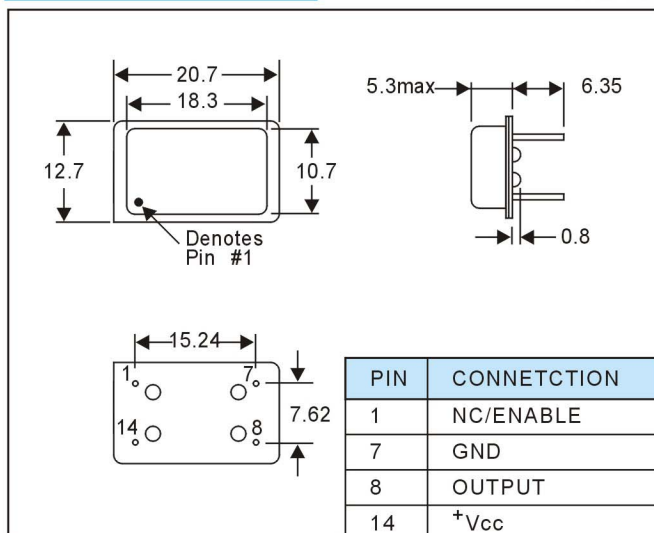 20.7
18.3
12.7
10.7
Denotes
Pin #1
5.3max
6.35
0.8
15.24
1
7
14
8
7.62
PIN CONNETCTION
1 NC/ENABLE
7 GND
8 OUTPUT
14 +Vcc